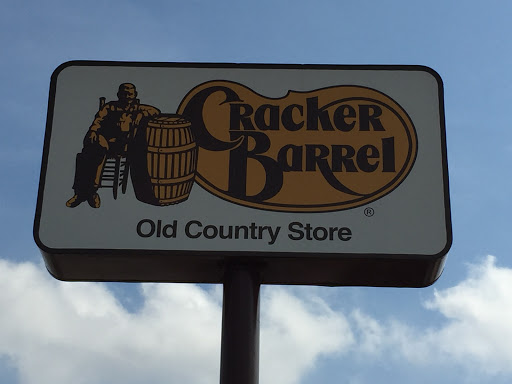 Cracker
Barrel
®
Old Country Store